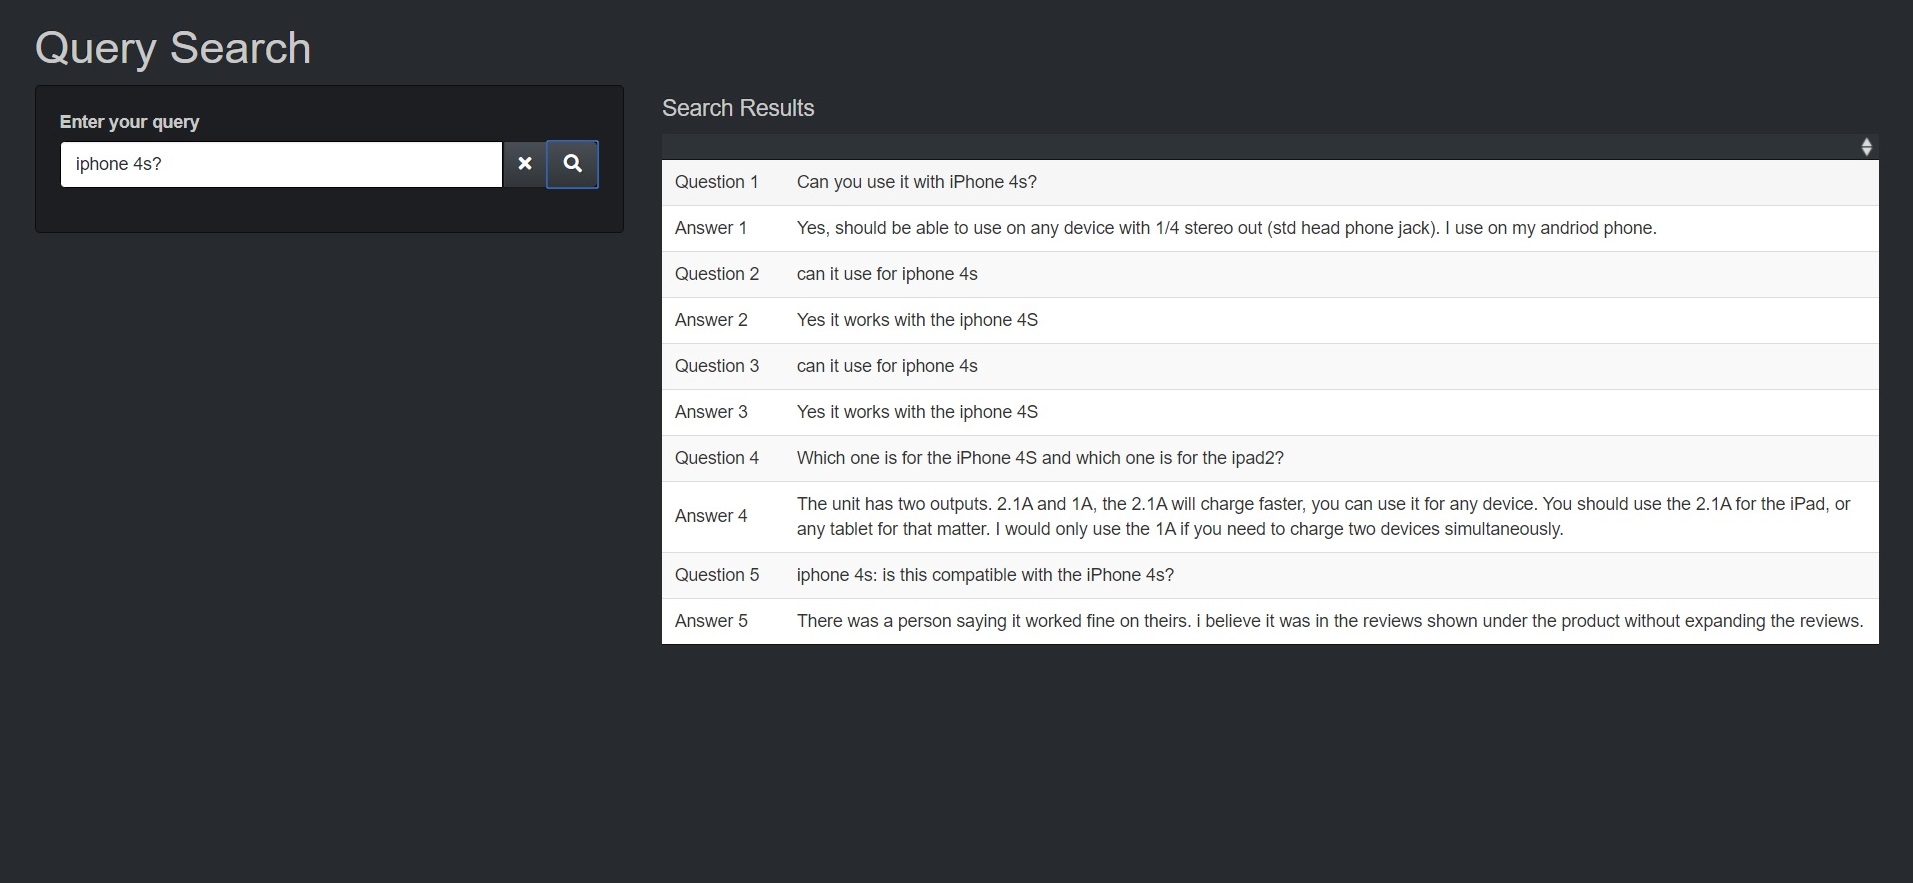 Query Search
Enter your query
iphone 4s?
Search Results
Question 1 Can you use it with iPhone 4s?
Answer 1 Yes, should be able to use on any device with 1/4 stereo out (std head phone jack). I use on my andriod phone.
Question 2 can it use for iphone 4s
Answer 2 Yes it works with the iphone 4S
Question 3 can it use for iphone 4s
Answer 3 Yes it works with the iphone 4S
Question 4 Which one is for the iPhone 4S and which one is for the ipad2?
Answer 4 The unit has two outputs. 2.1A and 1A, the 2.1A will charge faster, you can use it for any device. You should use the 2.1A for the iPad, or
any tablet for that matter. I would only use the 1A if you need to charge two devices simultaneously.
Question 5 iphone 4s: is this compatible with the iPhone 4s?
Answer 5 There was a person saying it worked fine on theirs. i believe it was in the reviews shown under the product without expanding the reviews.